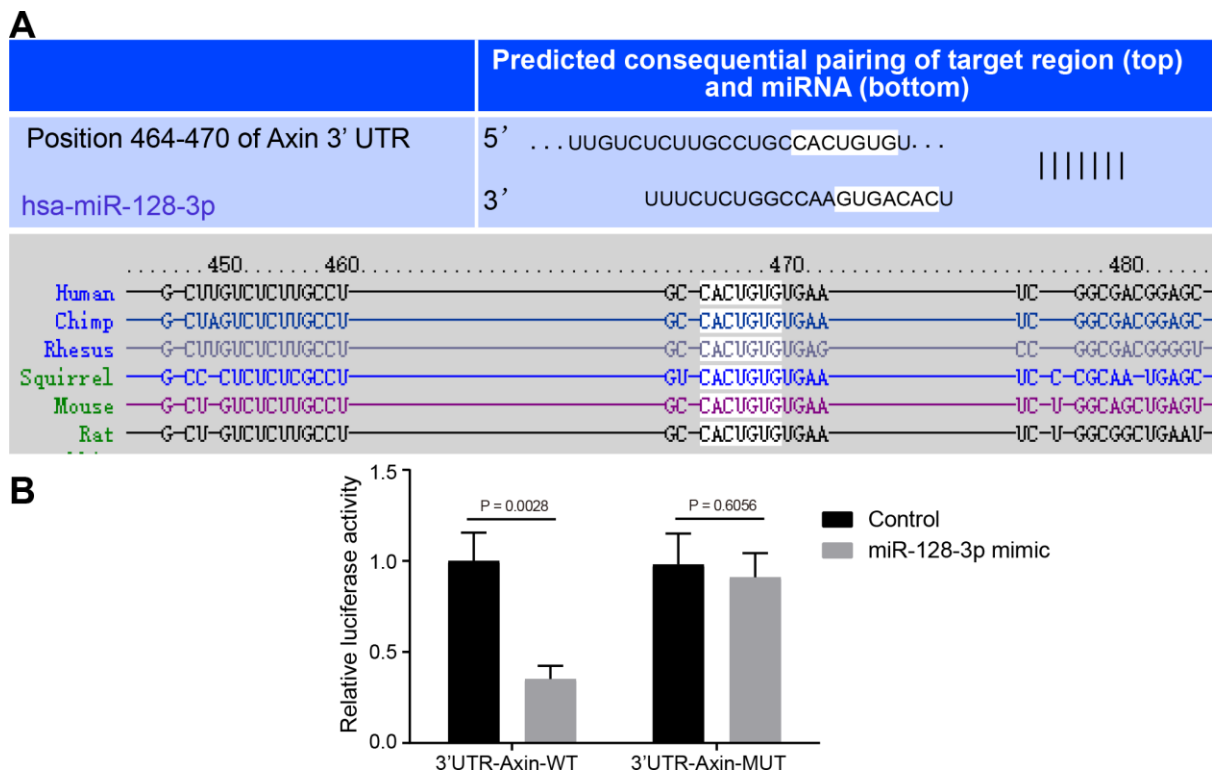 A
Predicted consequential pairing of target region (top)
and miRNA (bottom)
Position 464-470 of Axin 3' UTR
5' ...UUGUCUCUUGCCUGCCACUGUGU...
hsa-miR-128-3p
3' UUUCUCUGGCCAAGUGACACU
.......450......460........................................470...............................480.......
Human G-CUUGUCUCUUGCCU GC-CACUGUGUGAA UC GGCGACGGAGC
Chimp G-CUAGUCUCUUGCCU GC-CACUGUGUGAA UC GGCGACGGAGC
Rhesus G-CUUGUCUCUUGCCU GC-CACUGUGUGAG CC GGCGACGGGGU
Squirrel G-CC-CUCUCUCGCCU GU-CACUGUGUGAA UC-C-CGCAA-UGAGC
Mouse G-CU-GUCUCUUGCCU GC-CACUGUGUGAA UC-U-GGCAGCUGAGU
Rat G-CU-GUCUCUUGCCU GC-CACUGUGUGAA UC-U-GGCGGCUGAAU
B
Relative luciferase activity
1.5
1.0
0.5
0.0
P = 0.0028
P = 0.6056
Control
miR-128-3p mimic
3'UTR-Axin-WT
3'UTR-Axin-MUT